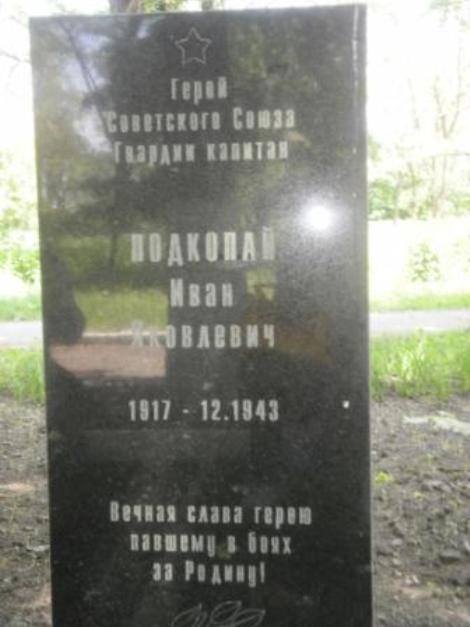 Герой
Советского Союза
Гвардии капитан
ПОДКОПАЙ
Иван
Яковлевич
1917 - 12.1943
Вечная слава герою
павшему в боях
за Родину!